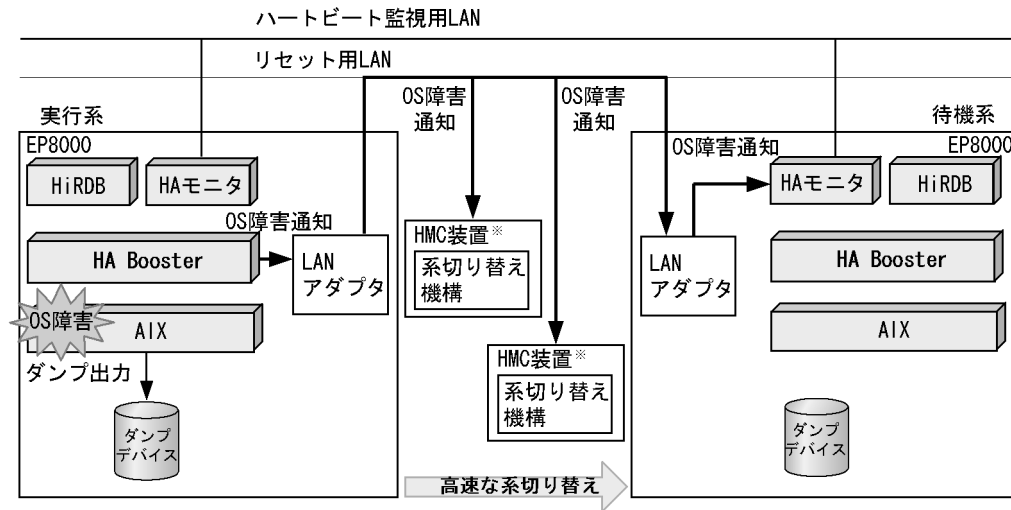 ハートビート監視用LAN
リセット用LAN
実行系
EP8000
HiRDB
HAモニタ
OS障害通知
HA Booster
LAN
アダプタ
OS障害
AIX
ダンプ出力
ダンプ
デバイス
OS障害
通知
OS障害
通知
HMC装置※
系切り替え
機構
HMC装置※
系切り替え
機構
高速な系切り替え
待機系
EP8000
OS障害通知
HAモニタ
HiRDB
LAN
アダプタ
HA Booster
AIX
ダンプ
デバイス